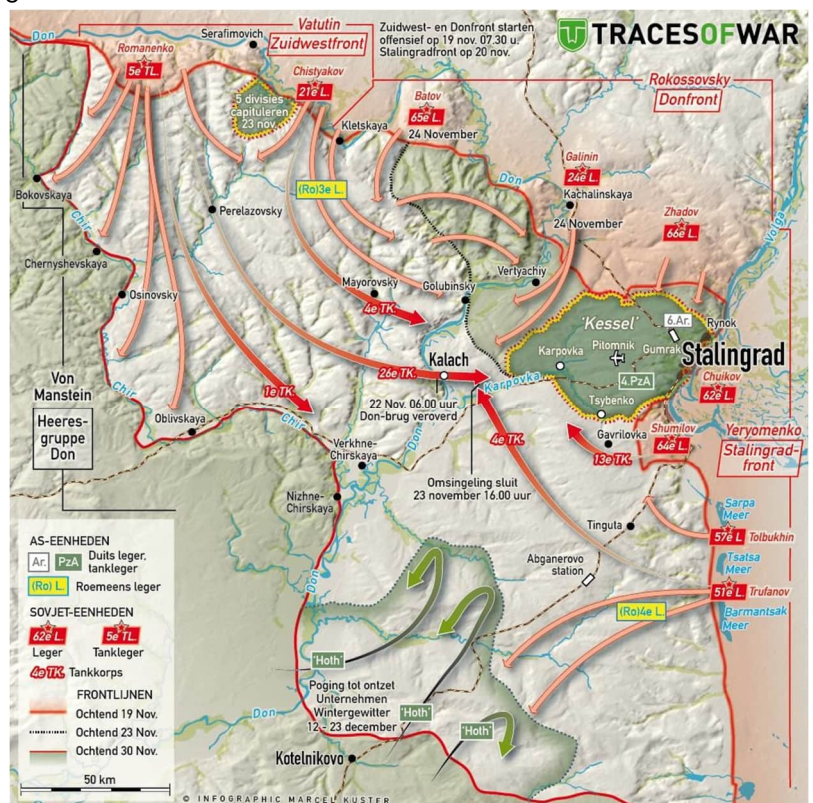 Don
Vatutin
Zuidwestfront
Serafimovich
Romanenko
5e TL.
Chistyakov
21e L.
5 divisies
capituleren
23 nov.
Zuidwest- en Donfront starten
offensief op 19 nov. 07.30 u.
Stalingradfront op 20 nov.
TRACESOFWAR
Rokossovsky
Donfront
Batov
65e L.
24 November
Kletskaya
Don
Galinin
24e L.
Kachalinskaya
24 November
Zhadov
66e L.
Volga
Bokovskaya
Chir
(Ro)3e L.
Perelazovsky
Chernyshevskaya
Osinovsky
Mayorovsky
4e TK.
Golubinsky
Vertyachiy
'Kessel'
6.Ar.
Rynok
Pitomnik
Gumrak
Karpovka
Stalingrad
4.PzA
Tsybenko
Chuikov
62e L.
Kalach
26e TK.
Karpovka
22 Nov. 06.00 uur.
Don-brug veroverd
Don
Von
Manstein
Heeres-
gruppe
Don
Chir
1e TK.
Oblivskaya
Chir
Verkhne-
Chirskaya
4e TK.
Gavrilovka
13e TK.
Shumilov
64e L.
Yeryomenko
Stalingrad-
front
Omsingeling sluit
23 november 16.00 uur
Nizhne-
Chirskaya
Tinguta
Sarpa
Meer
57e L.
Tolbukhin
Tsatsa
Meer
Abganerovo
station
51e L.
Trufanov
(Ro)4e L.
Barmantsak
Meer
Don
'Hoth'
Poging tot ontzet
Unternehmen
Wintergewitter
12 - 23 december
'Hoth'
'Hoth'
Don
Kotelnikovo
AS-EENHEDEN
Ar. PzA Duits leger,
tankleger
(Ro) L. Roemeens leger
SOVJET-EENHEDEN
62e L. 5e TL.
Leger Tankleger
4e TK. Tankkorps
FRONTLIJNEN
Ochtend 19 Nov.
Ochtend 23 Nov.
Ochtend 30 Nov.
50 km
© INFOGRAPHIC MARCEL KUSTER